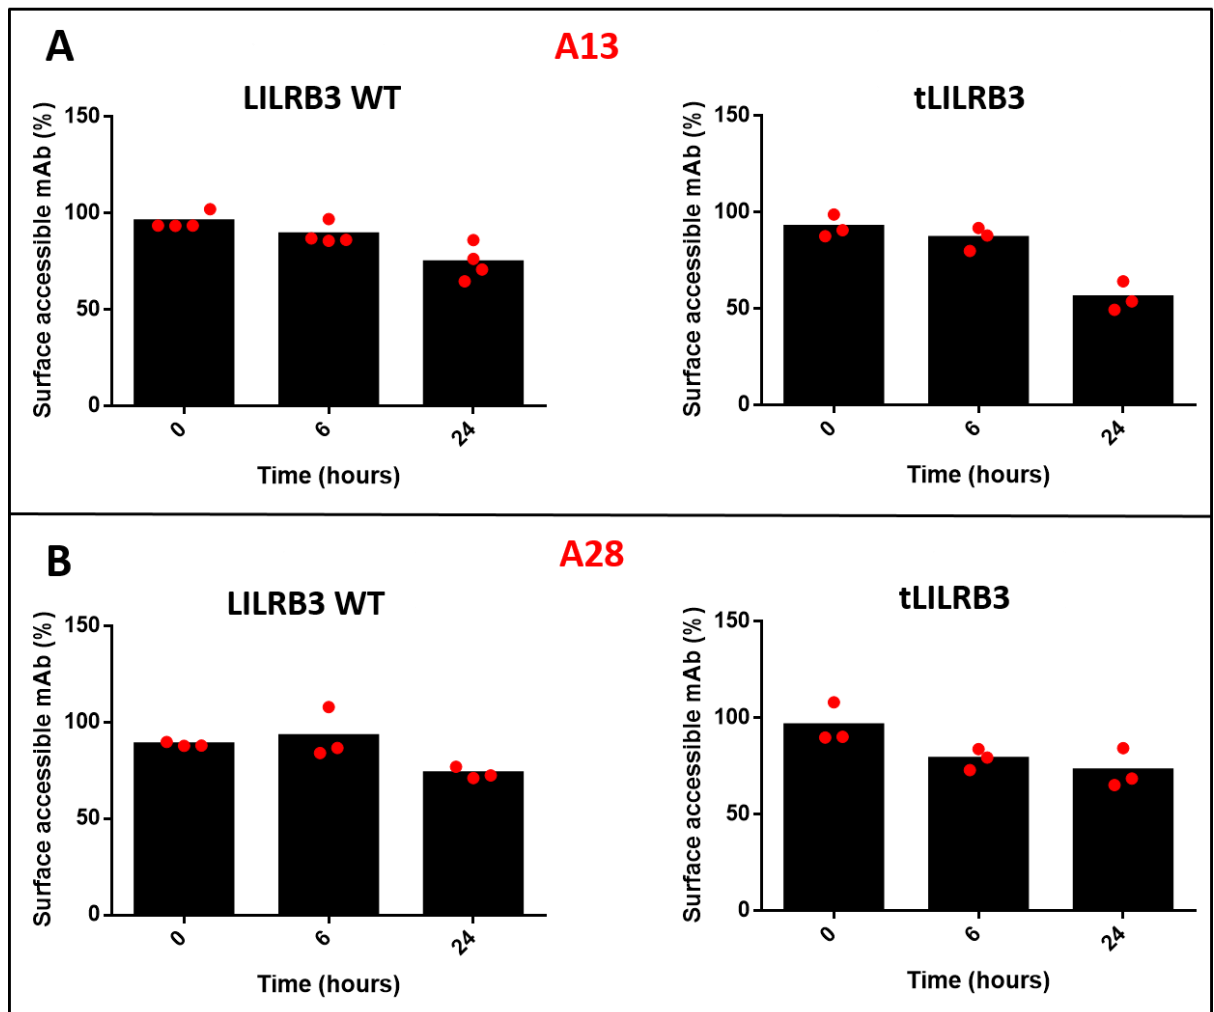 A
A13
LILRB3 WT
tLILRB3
Surface accessible mAb (%)
150
100
50
0
0
6
24
Time (hours)
Surface accessible mAb (%)
150
100
50
0
0
6
24
Time (hours)
B
A28
LILRB3 WT
tLILRB3
Surface accessible mAb (%)
150
100
50
0
0
6
24
Time (hours)
Surface accessible mAb (%)
150
100
50
0
0
6
24
Time (hours)